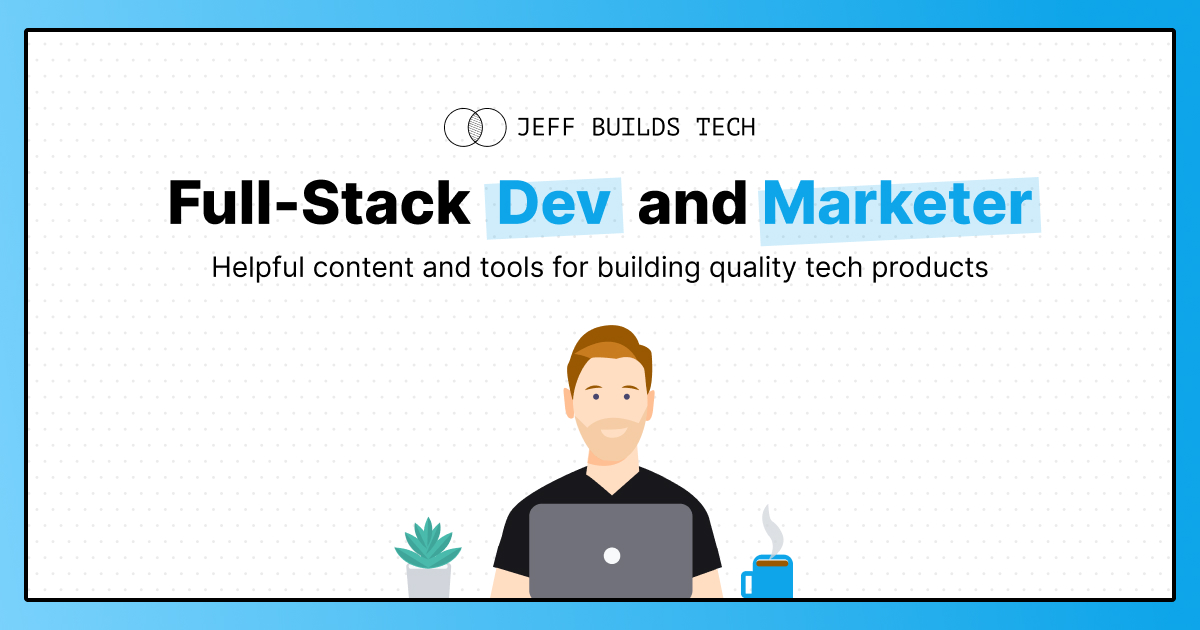 JEFF BUILDS TECH
Full-Stack Dev and Marketer
Helpful content and tools for building quality tech products